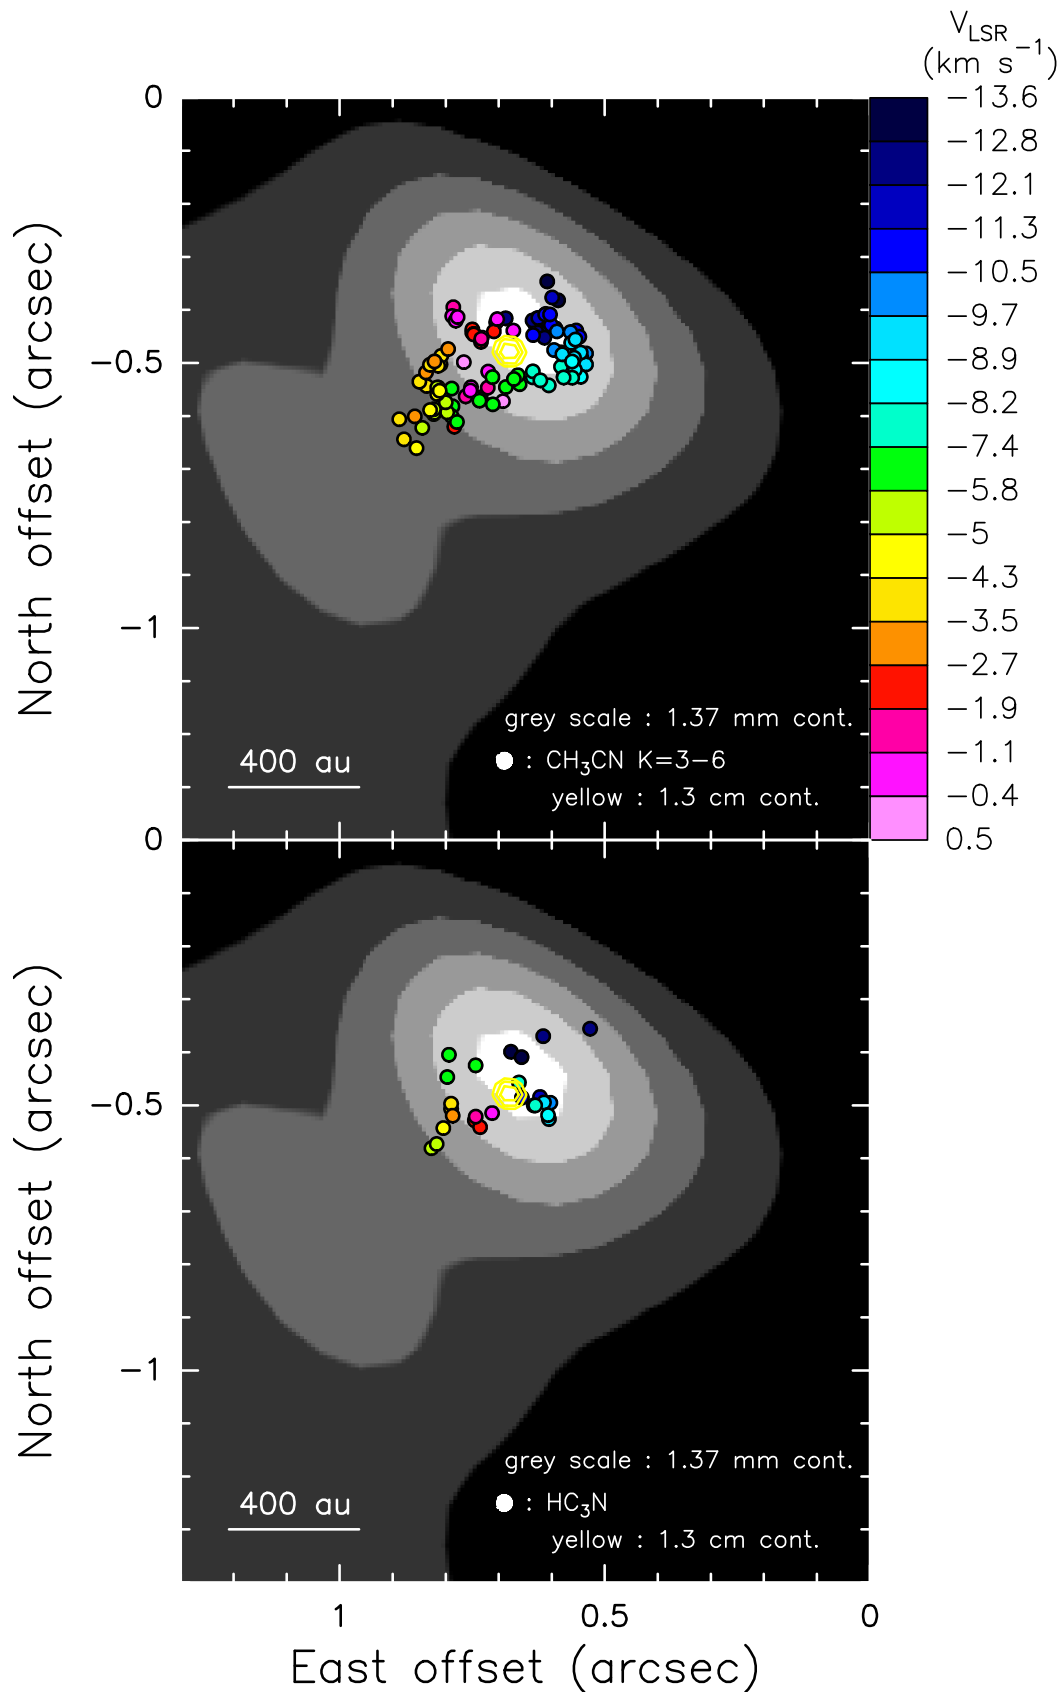 V_LSR
(km s^−1)
0
−0.5
−1
North offset (arcsec)
−13.6
−12.8
−12.1
−11.3
−10.5
−9.7
−8.9
−8.2
−7.4
−5.8
−5
−4.3
−3.5
−2.7
−1.9
−1.1
−0.4
0.5
grey scale : 1.37 mm cont.
: CH₃CN K=3−6
yellow : 1.3 cm cont.
400 au
0
−0.5
−1
North offset (arcsec)
grey scale : 1.37 mm cont.
: HC₃N
yellow : 1.3 cm cont.
400 au
1 0.5 0
East offset (arcsec)